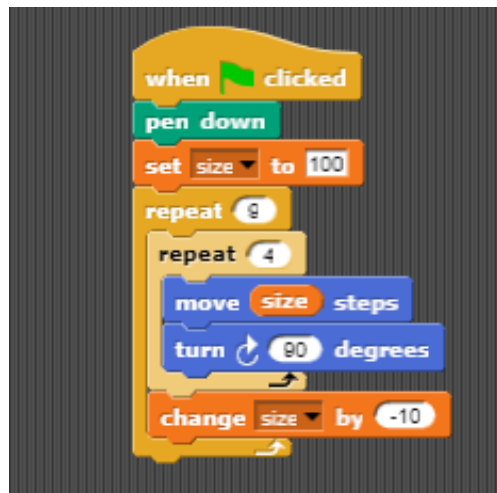 when clicked
pen down
set size to 100
repeat 9
repeat 4
move size steps
turn 90 degrees
change size by -10